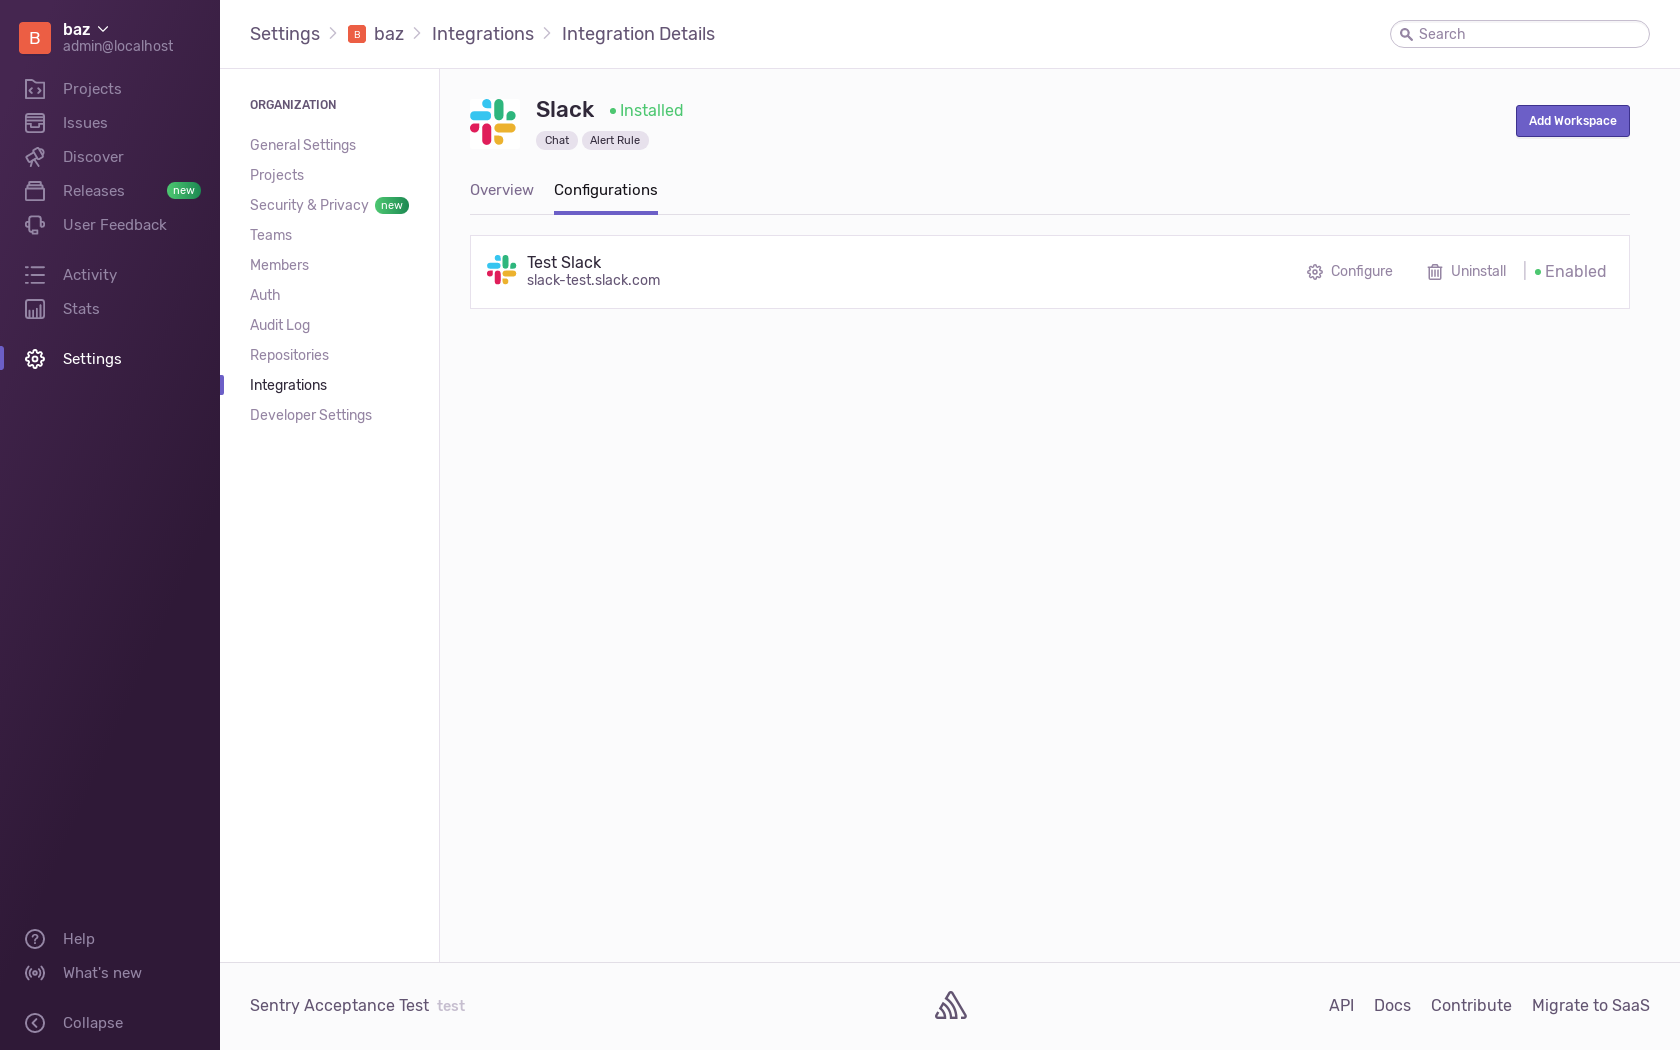 B
baz
admin@localhost
Projects
Issues
Discover
Releases new
User Feedback
Activity
Stats
Settings
Help
What's new
Collapse
Settings B baz Integrations Integration Details
Search
ORGANIZATION
General Settings
Projects
Security & Privacy new
Teams
Members
Auth
Audit Log
Repositories
Integrations
Developer Settings
Slack Installed
Chat Alert Rule
Add Workspace
Overview Configurations
Test Slack
slack-test.slack.com
Configure Uninstall Enabled
Sentry Acceptance Test test
API Docs Contribute Migrate to SaaS